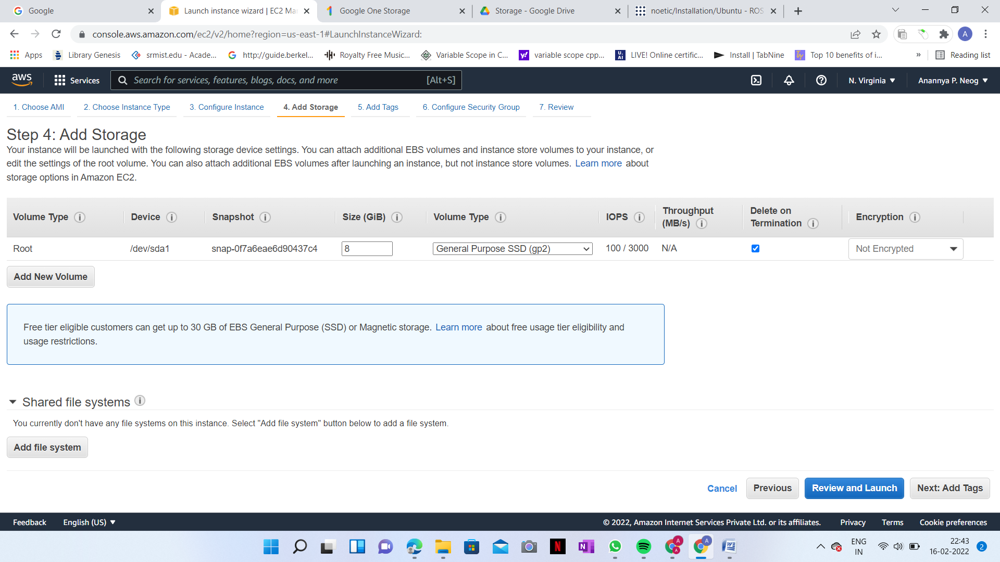 Google
Launch instance wizard | EC2 Mar
Google One Storage
Storage - Google Drive
noetic/Installation/Ubuntu - ROS
console.aws.amazon.com/ec2/v2/home?region=us-east-1#LaunchInstanceWizard:
A
Apps
Library Genesis
srmist.edu - Acade...
http://guide.berkel...
Royalty Free Music...
Variable Scope in C...
variable scope cpp...
LIVE! Online certific...
Install | TabNine
Top 10 benefits of i...
»
Reading list
aws
Services
Search for services, features, blogs, docs, and more
[Alt+S]
N. Virginia
Anannya P. Neog
1. Choose AMI
2. Choose Instance Type
3. Configure Instance
4. Add Storage
5. Add Tags
6. Configure Security Group
7. Review
Step 4: Add Storage
Your instance will be launched with the following storage device settings. You can attach additional EBS volumes and instance store volumes to your instance, or
edit the settings of the root volume. You can also attach additional EBS volumes after launching an instance, but not instance store volumes. Learn more about
storage options in Amazon EC2.
Volume Type
Device
Snapshot
Size (GiB)
Volume Type
IOPS
Throughput
(MB/s)
Delete on
Termination
Encryption
Root
/dev/sda1
snap-0f7a6eae6d90437c4
8
General Purpose SSD (gp2)
100 / 3000
N/A
Not Encrypted
Add New Volume
Free tier eligible customers can get up to 30 GB of EBS General Purpose (SSD) or Magnetic storage. Learn more about free usage tier eligibility and
usage restrictions.
Shared file systems
You currently don't have any file systems on this instance. Select "Add file system" button below to add a file system.
Add file system
Cancel
Previous
Review and Launch
Next: Add Tags
Feedback
English (US)
© 2022, Amazon Internet Services Private Ltd. or its affiliates.
Privacy
Terms
Cookie preferences
ENG
IN
22:43
16-02-2022
2